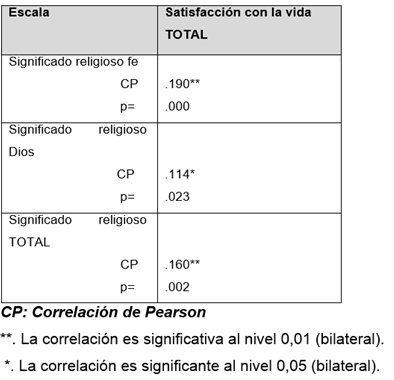 Escala Satisfacción con la vida
TOTAL
Significado religioso fe
CP .190**
p= .000
Significado religioso
Dios
CP .114*
p= .023
Significado religioso
TOTAL
CP .160**
p= .002
CP: Correlación de Pearson
**. La correlación es significativa al nivel 0,01 (bilateral).
*. La correlación es significante al nivel 0,05 (bilateral).